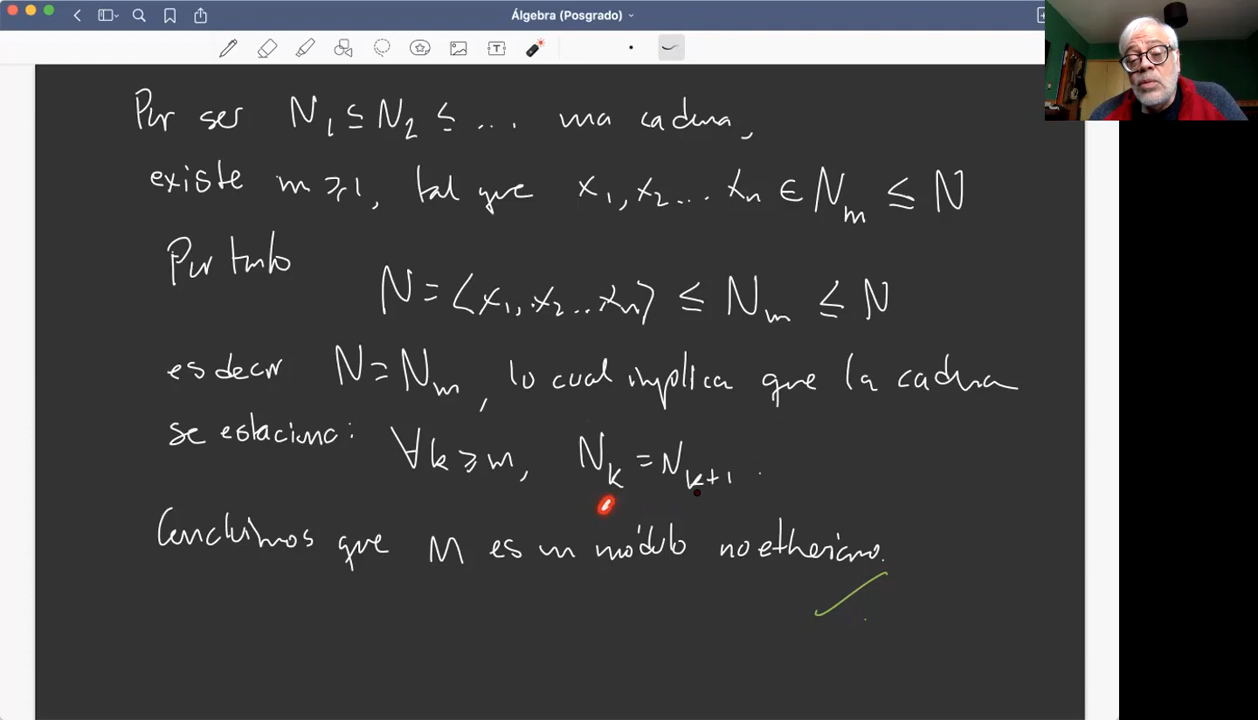 Álgebra (Posgrado)
Por ser N₁ ≤ N₂ ≤ ... una cadena,
existe m ≥ 1, tal que x₁, x₂ ... xₙ ∈ Nₘ ≤ N
Por tanto
N = ⟨x₁, x₂ ... xₙ⟩ ≤ Nₘ ≤ N
es decir N = Nₘ, lo cual implica que la cadena
se estaciona: ∀k ≥ m, Nₖ = Nₖ₊₁.
Concluimos que M es un módulo noetheriano.